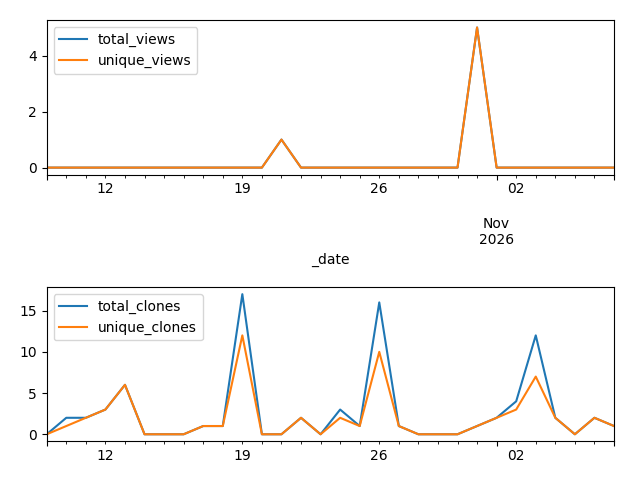 total_views
unique_views
4
2
0
12 19 26 02
Nov
2026
_date
total_clones
unique_clones
15
10
5
0
12 19 26 02